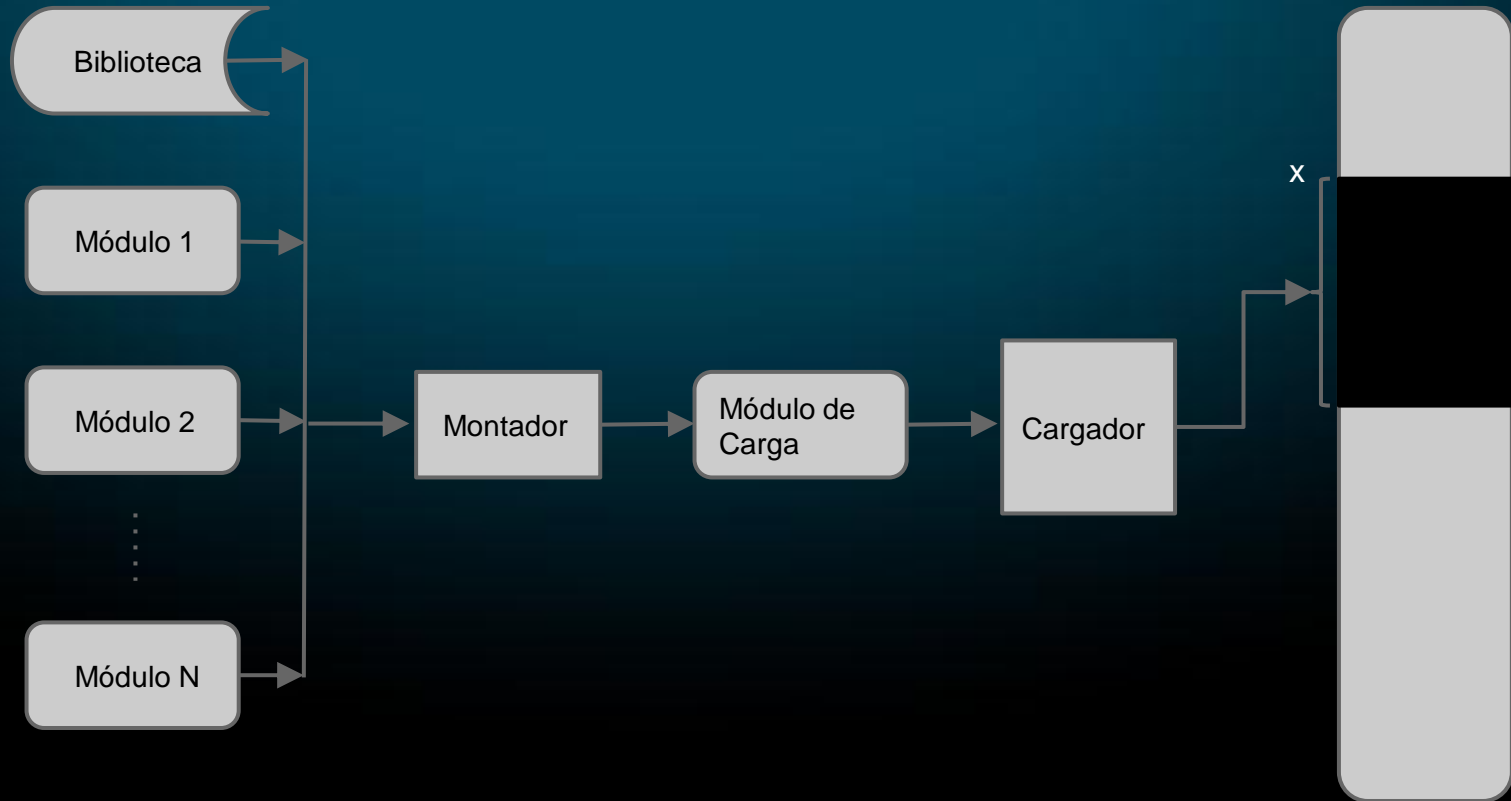 Biblioteca
x
Módulo 1
Módulo 2
Montador
Módulo de
Carga
Cargador
Módulo N